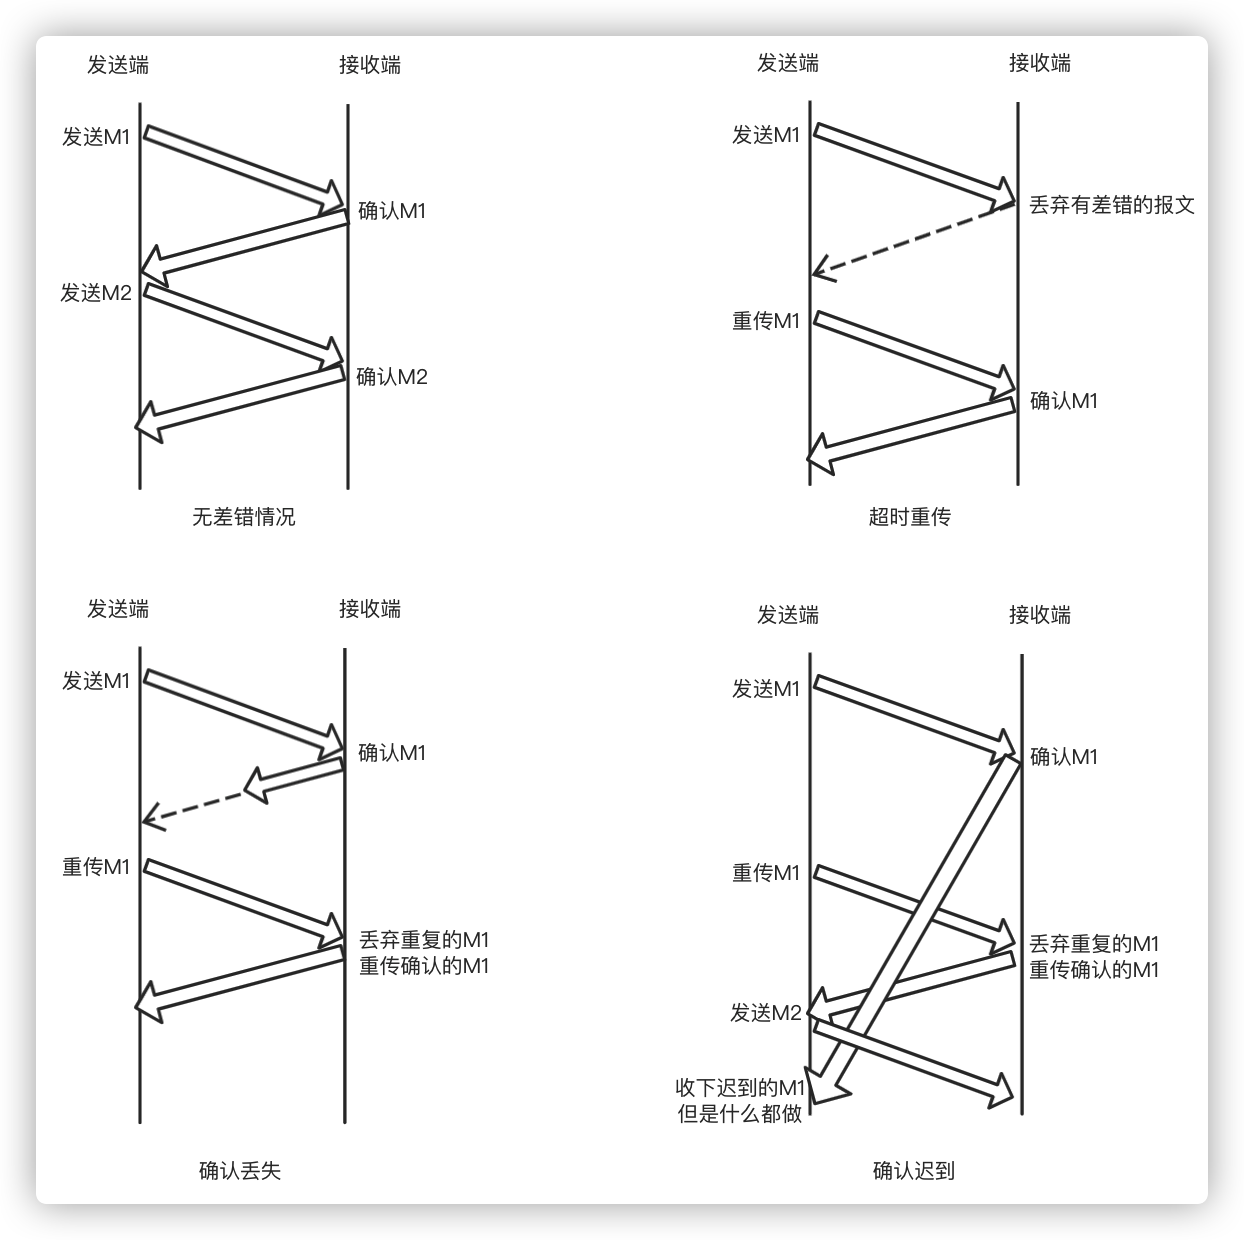 发送端
接收端
发送M1
确认M1
发送M2
确认M2
无差错情况
发送端
接收端
发送M1
丢弃有差错的报文
重传M1
确认M1
超时重传
发送端
接收端
发送M1
确认M1
重传M1
丢弃重复的M1
重传确认的M1
确认丢失
发送端
接收端
发送M1
确认M1
重传M1
丢弃重复的M1
重传确认的M1
发送M2
收下迟到的M1
但是什么都做
确认迟到